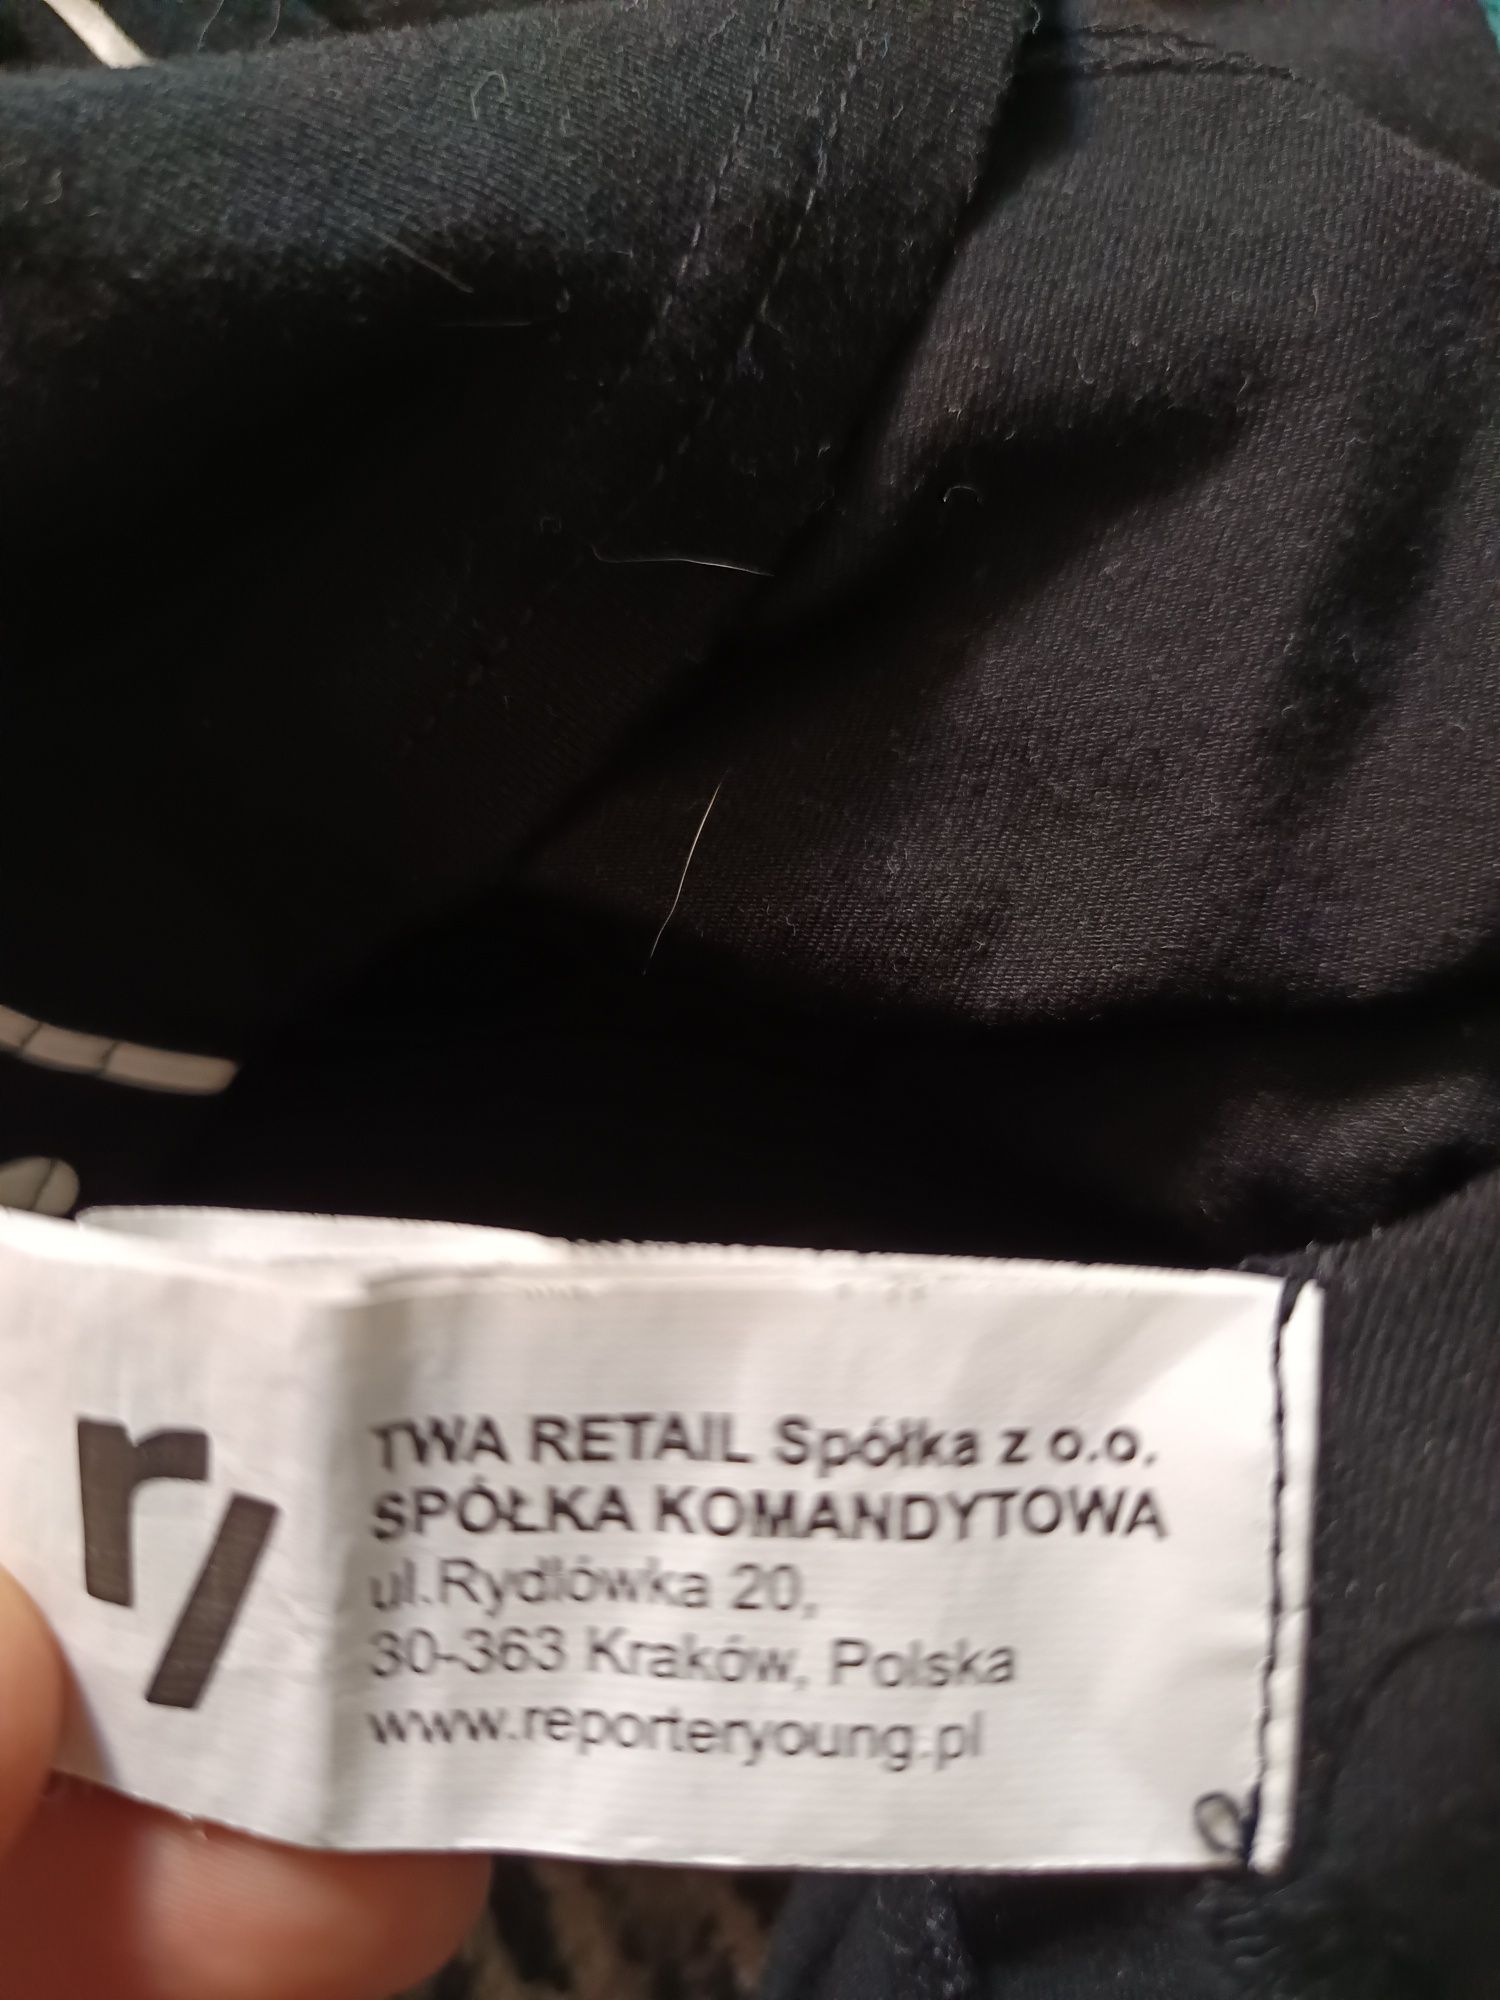 r/
TWA RETAIL Spółka z o.o.
SPÓŁKA KOMANDYTOWA
ul.Rydlówka 20,
30-363 Kraków, Polska
www.reporteryoung.pl